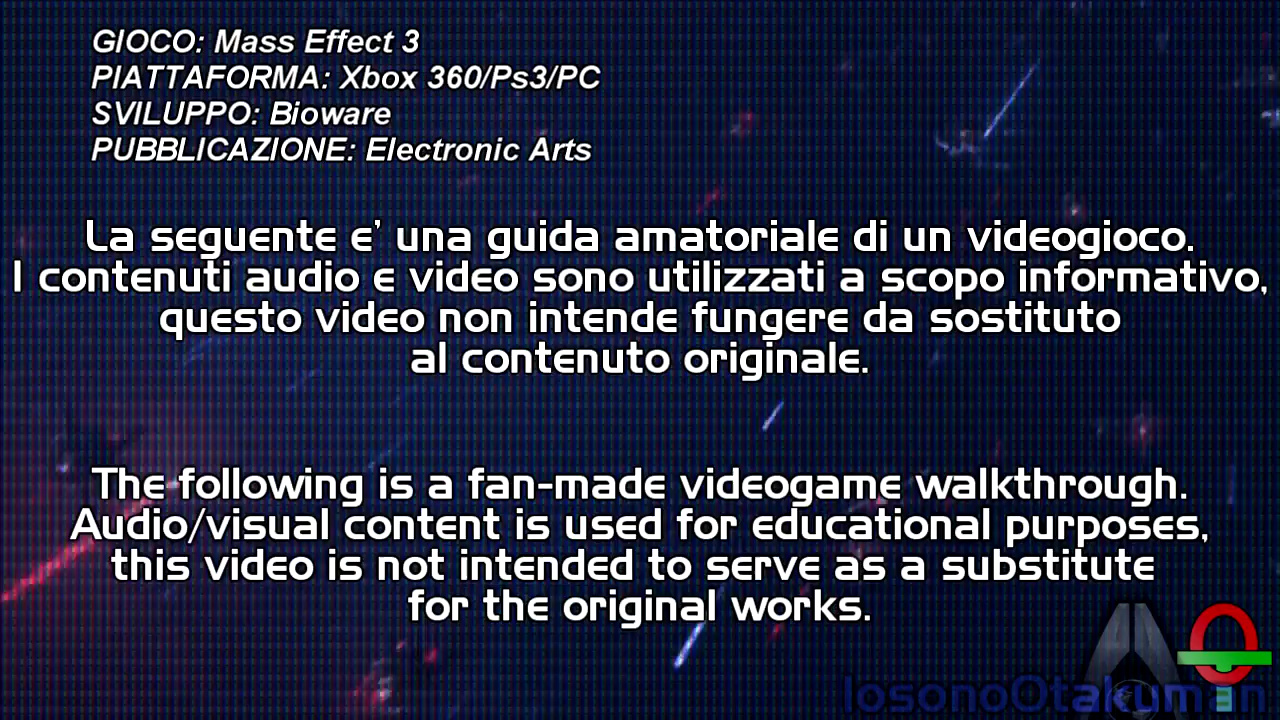 GIOCO: Mass Effect 3
PIATTAFORMA: Xbox 360/Ps3/PC
SVILUPPO: Bioware
PUBBLICAZIONE: Electronic Arts
La seguente e' una guida amatoriale di un videogioco.
I contenuti audio e video sono utilizzati a scopo informativo,
questo video non intende fungere da sostituto
al contenuto originale.
The following is a fan-made videogame walkthrough.
Audio/visual content is used for educational purposes,
this video is not intended to serve as a substitute
for the original works.
IosonoOtakuman